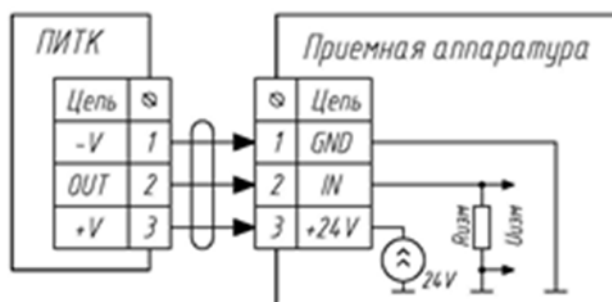 ПИТК
Приемная аппаратура
Цепь
-V 1
OUT 2
+V 3
Цепь
1 GND
2 IN
3 +24V
Rизм
Uизм
24V